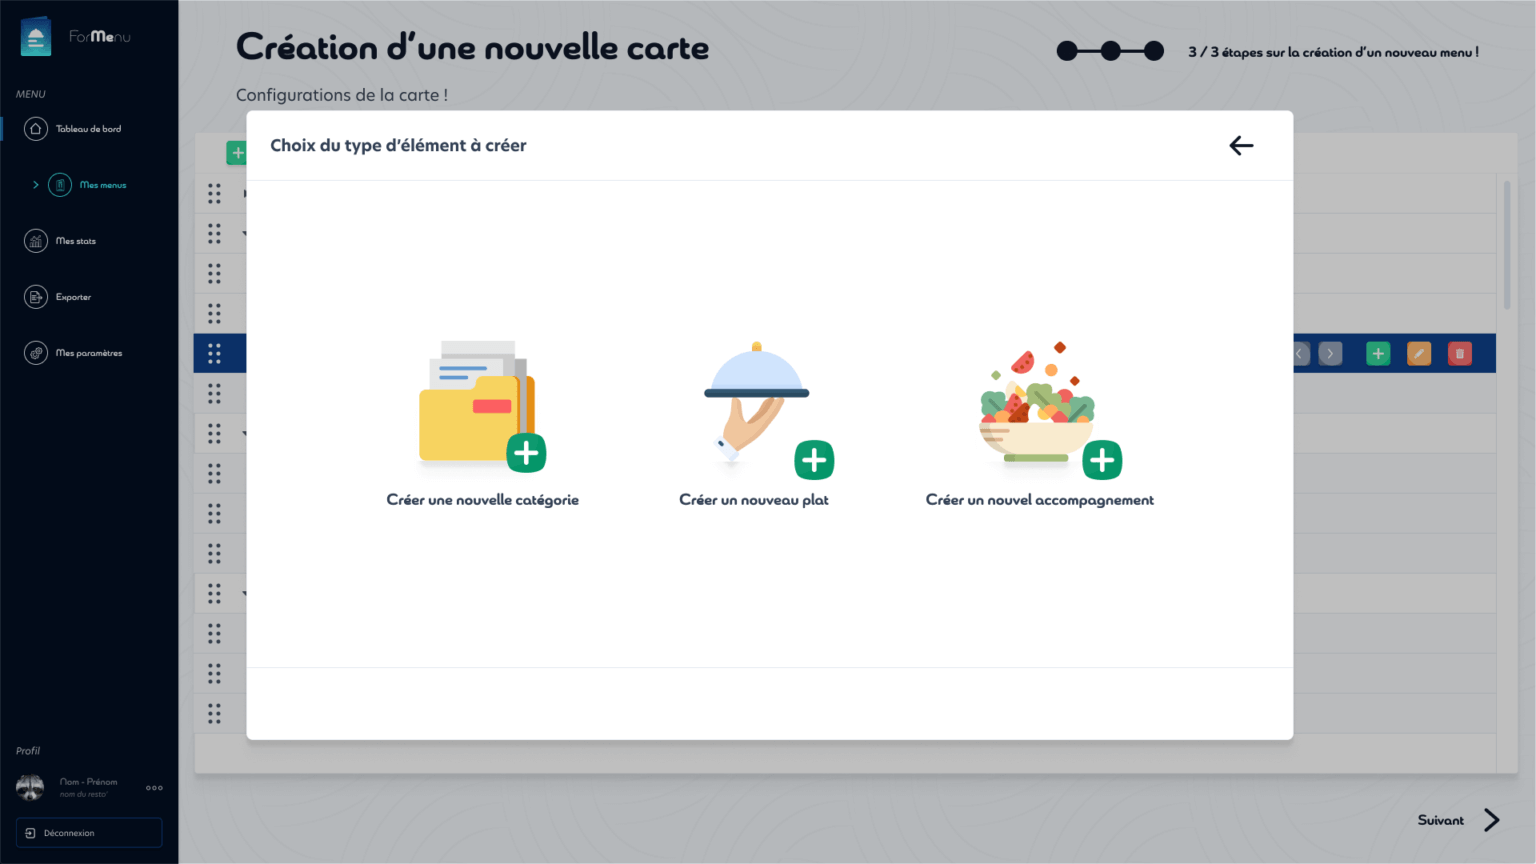 ForMenu
MENU
Tableau de bord
Mes menus
Mes stats
Exporter
Mes paramètres
Profil
Nom - Prénom
nom du resto'
Déconnexion
Création d'une nouvelle carte
3 / 3 étapes sur la création d'un nouveau menu !
Configurations de la carte !
Choix du type d'élément à créer
Créer une nouvelle catégorie
Créer un nouveau plat
Créer un nouvel accompagnement
Suivant